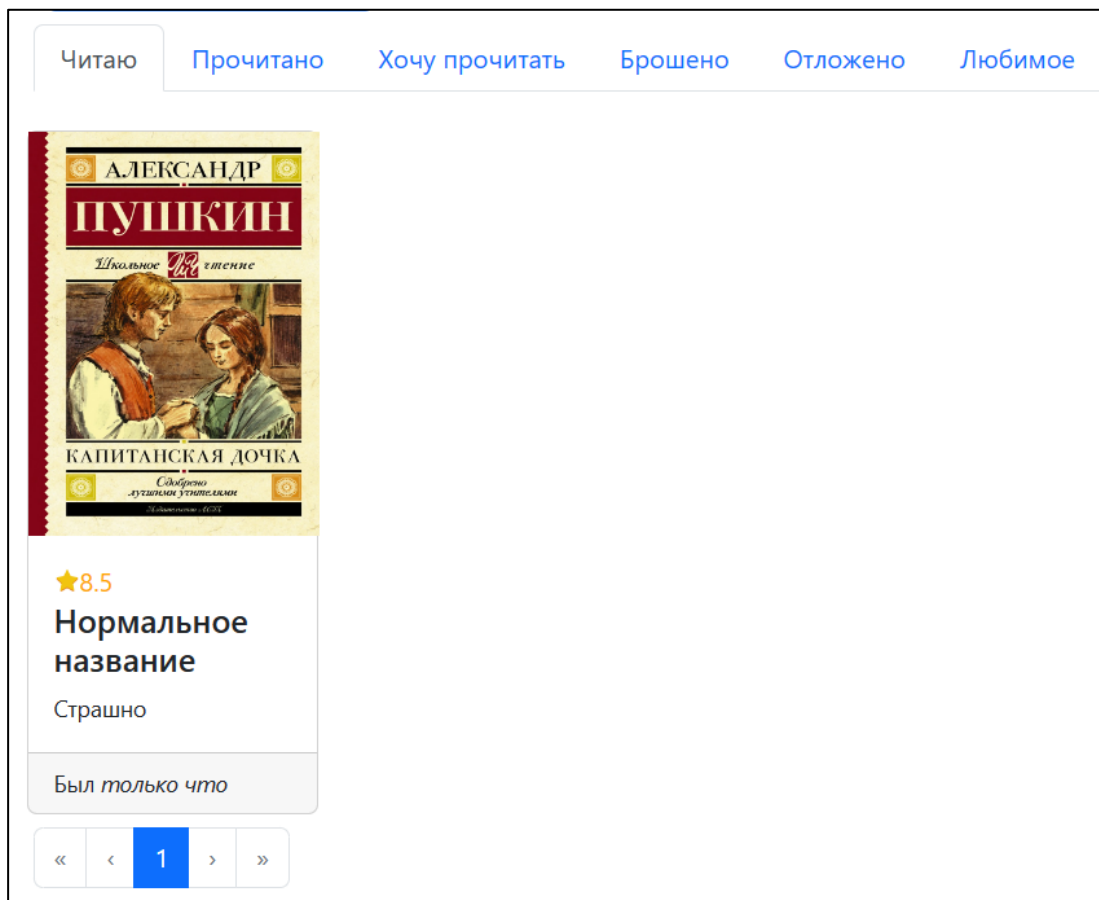 Читаю Прочитано Хочу прочитать Брошено Отложено Любимое
АЛЕКСАНДР
ПУШКИН
Школьное чтение
КАПИТАНСКАЯ ДОЧКА
Одобрено
лучшими учителями
8.5
Нормальное
название
Страшно
Был только что
« ‹ 1 › »